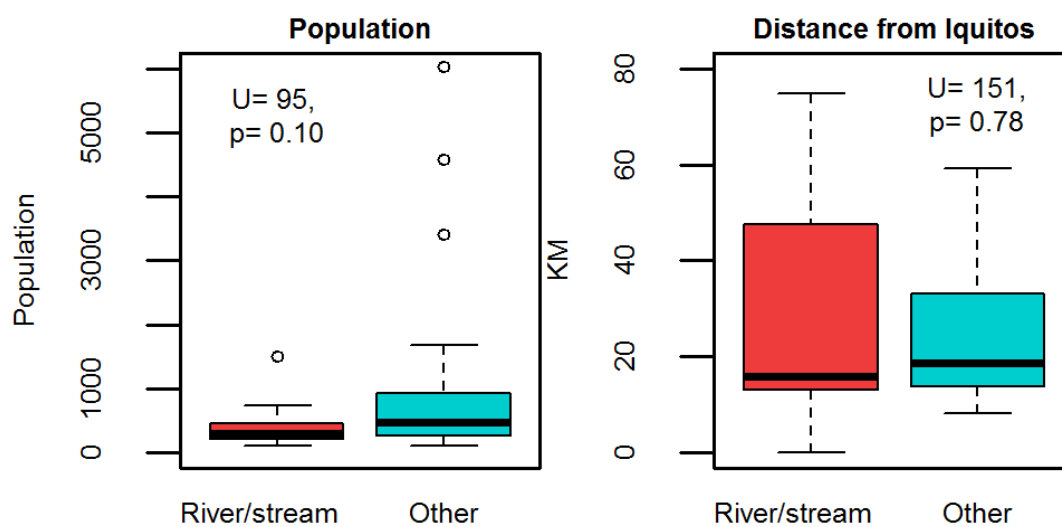 Population
Distance from Iquitos
U= 95,
p= 0.10
Population
0
1000
3000
5000
River/stream
Other
U= 151,
p= 0.78
KM
0
20
40
60
80
River/stream
Other